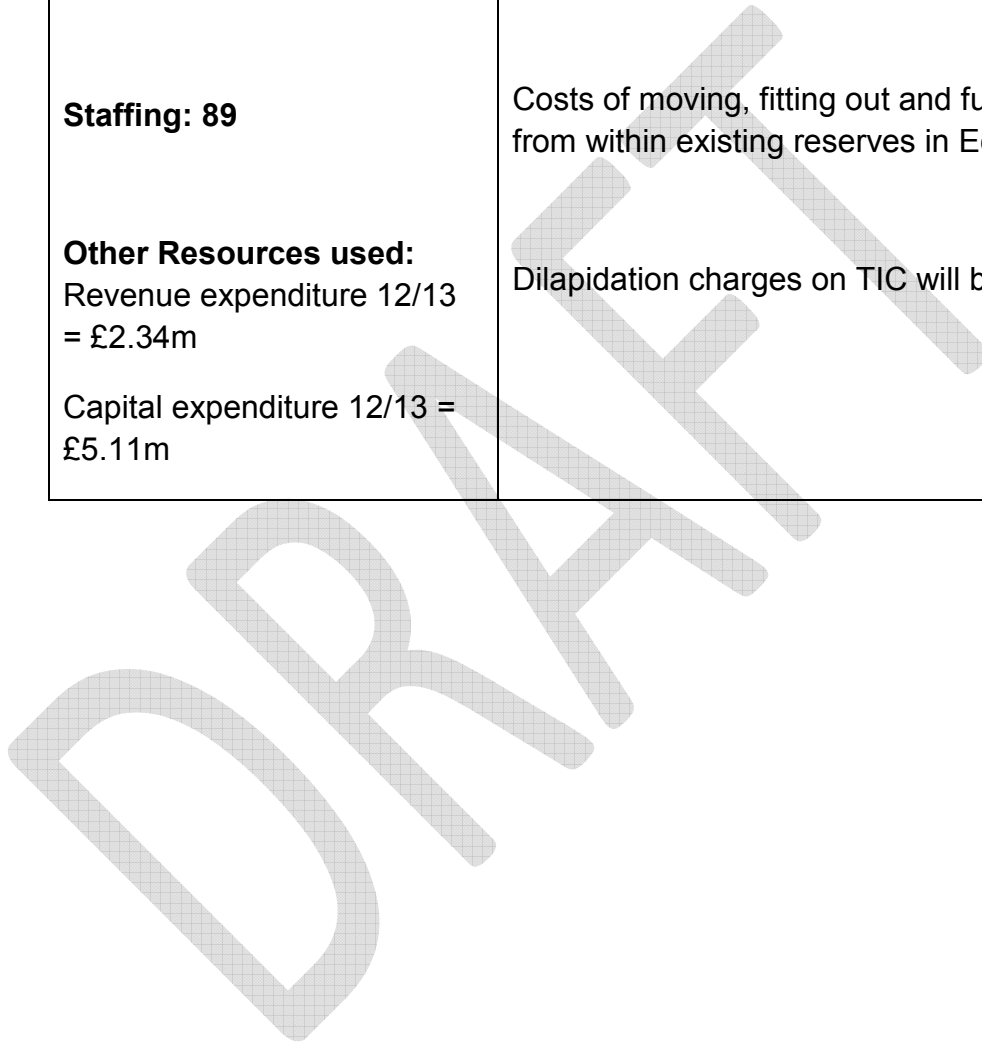 Staffing: 89
Other Resources used:
Revenue expenditure 12/13
= £2.34m
Capital expenditure 12/13 =
£5.11m
Costs of moving, fitting out and
from within existing reserves in
Dilapidation charges on TIC will
DRAFT